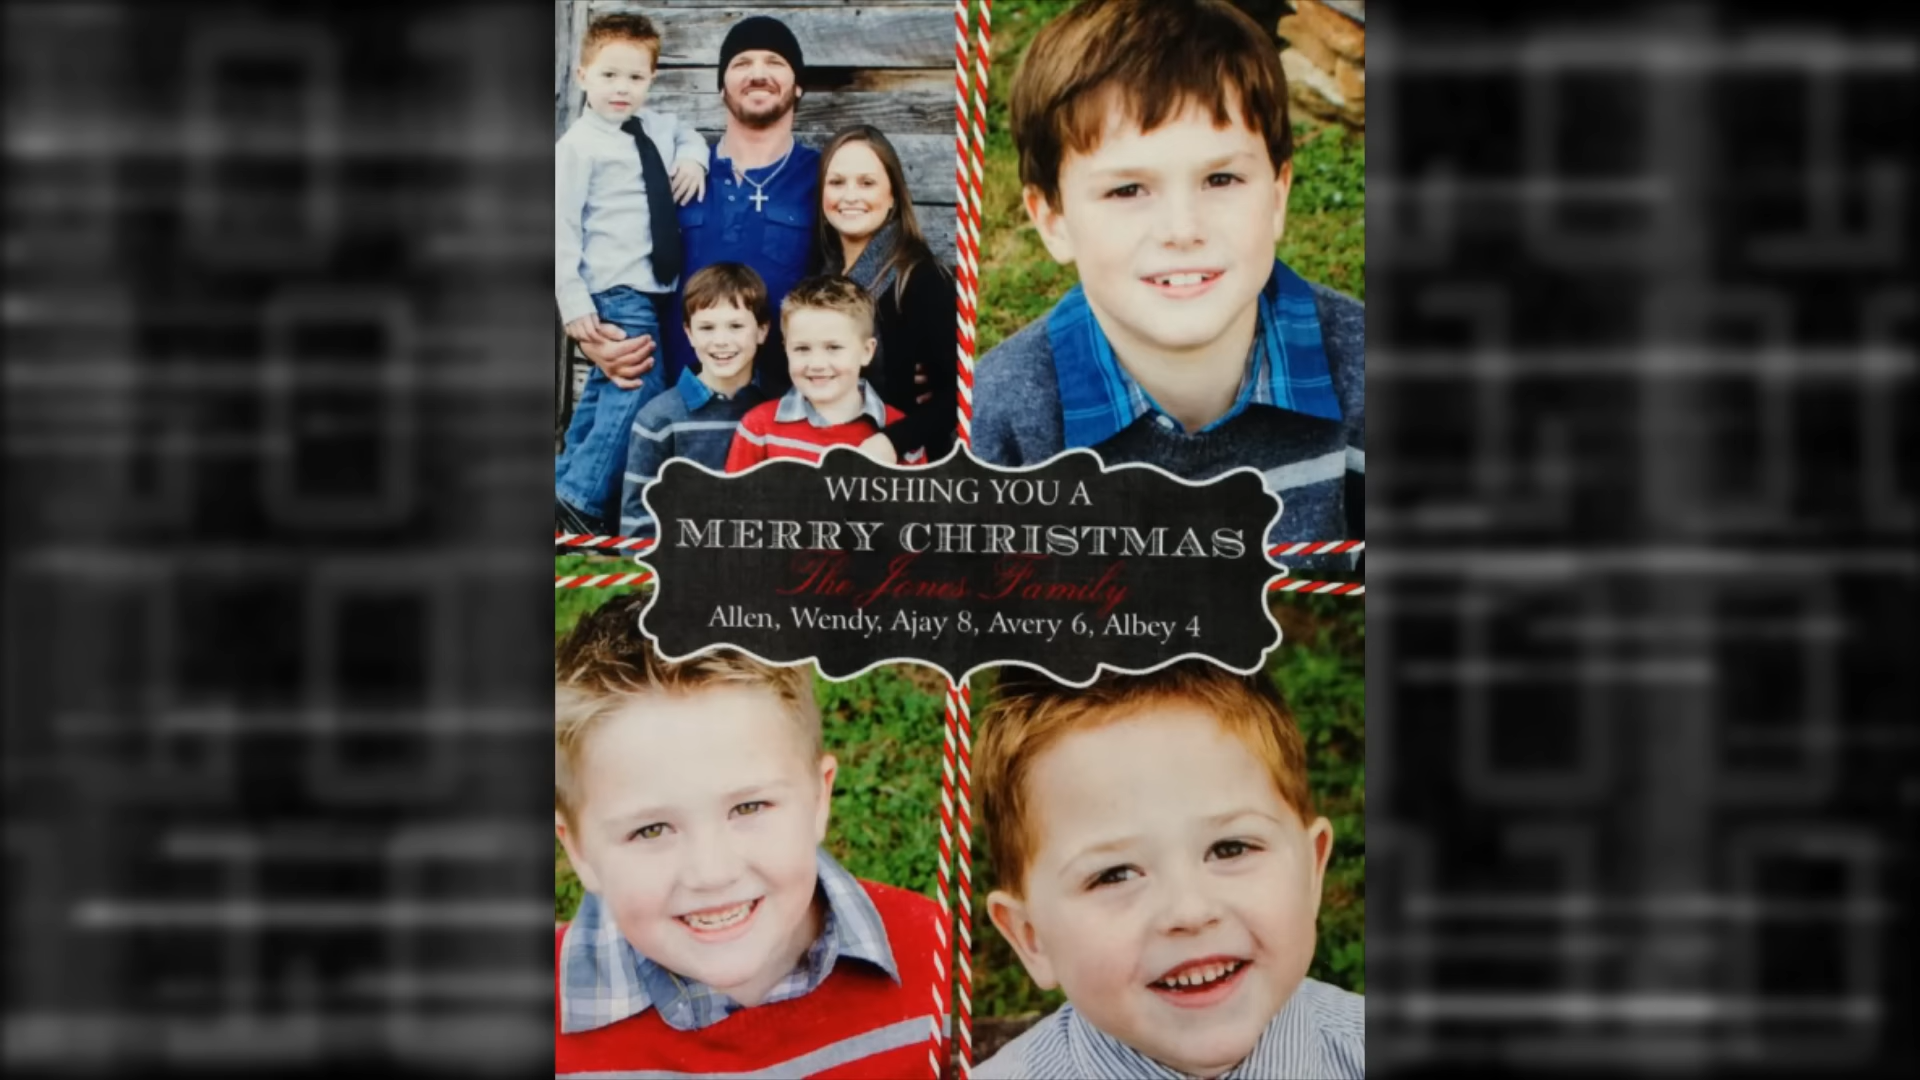 WISHING YOU A
MERRY CHRISTMAS
The Jones Family
Allen, Wendy, Ajay 8, Avery 6, Albey 4